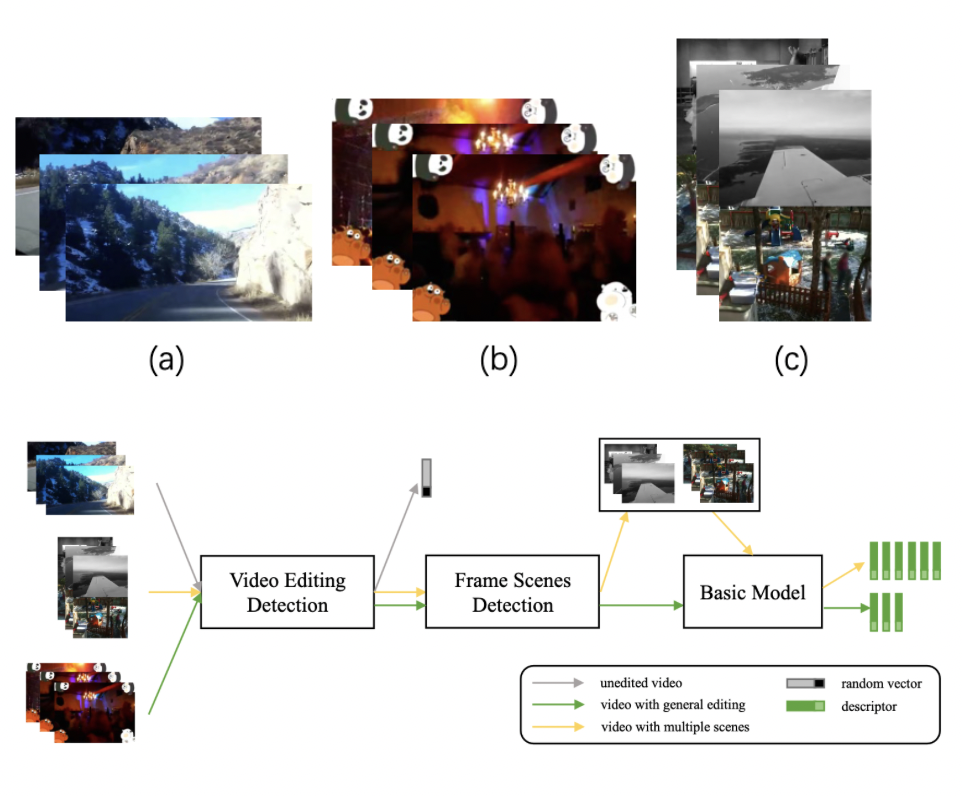 (a)
(b)
(c)
Video Editing
Detection
Frame Scenes
Detection
Basic Model
unedited video
random vector
video with general editing
descriptor
video with multiple scenes